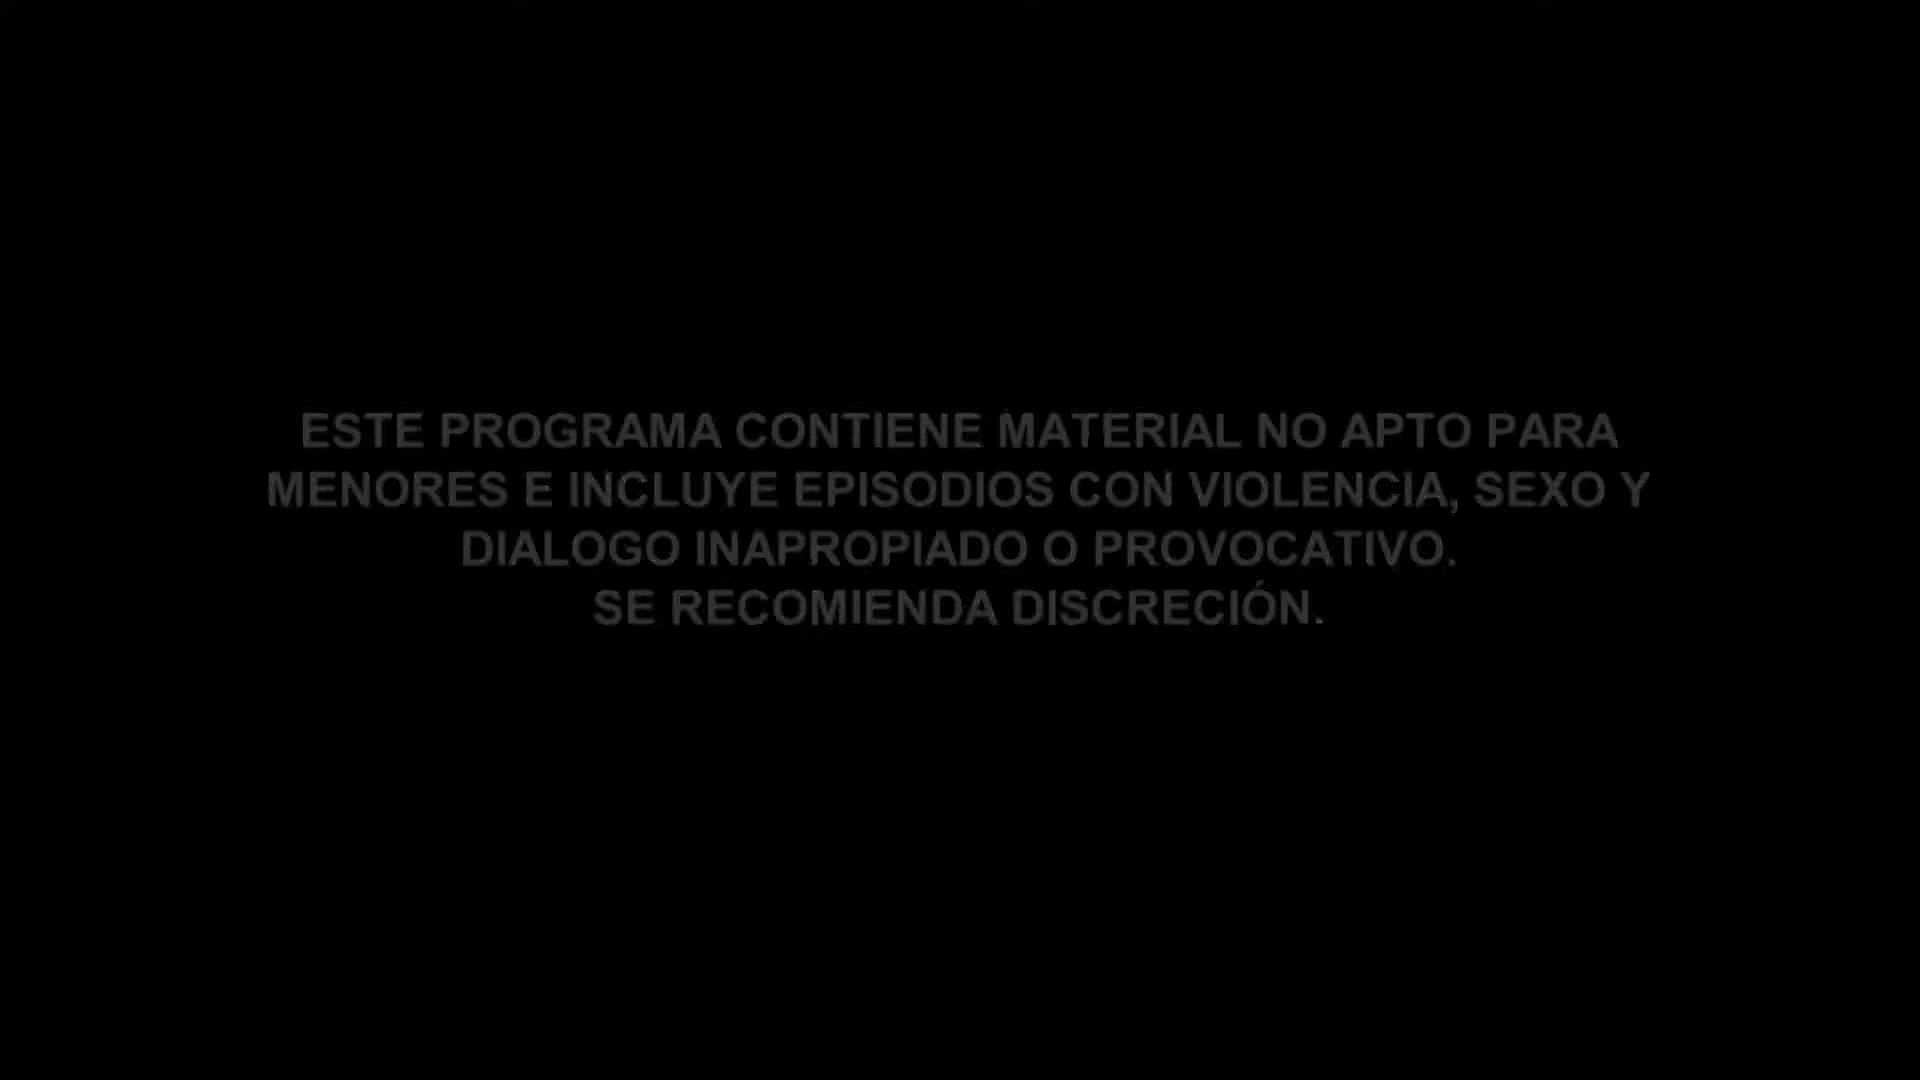 ESTE PROGRAMA CONTIENE MATERIAL NO APTO PARA
MENORES E INCLUYE EPISODIOS CON VIOLENCIA, SEXO Y
DIALOGO INAPROPIADO O PROVOCATIVO.
SE RECOMIENDA DISCRECIÓN.